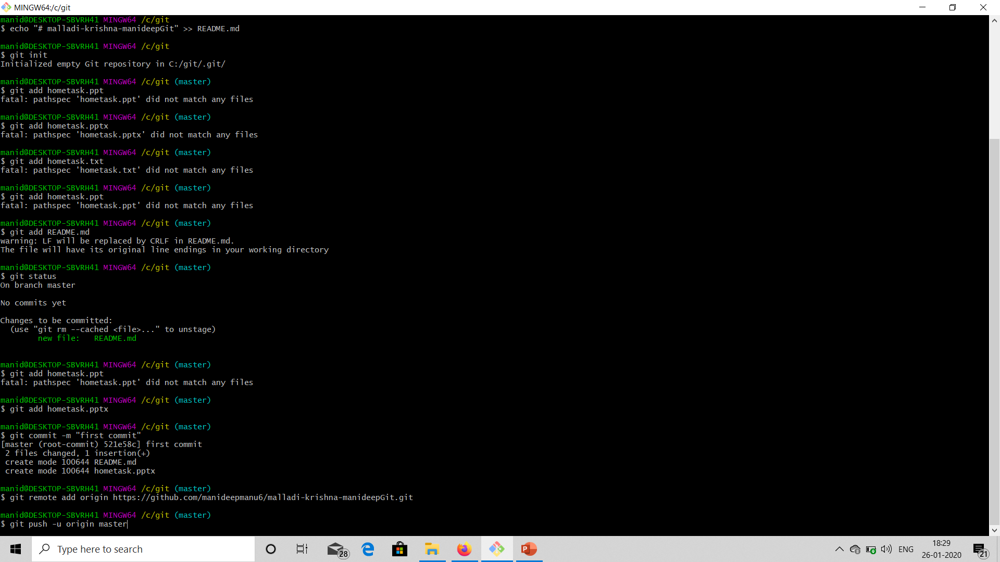 MINGW64:/c/git
manid@DESKTOP-SBVRH41 MINGW64 /c/git
$ echo "# malladi-krishna-manideepGit" >> README.md
manid@DESKTOP-SBVRH41 MINGW64 /c/git
$ git init
Initialized empty Git repository in C:/git/.git/
manid@DESKTOP-SBVRH41 MINGW64 /c/git (master)
$ git add hometask.ppt
fatal: pathspec 'hometask.ppt' did not match any files
manid@DESKTOP-SBVRH41 MINGW64 /c/git (master)
$ git add hometask.pptx
fatal: pathspec 'hometask.pptx' did not match any files
manid@DESKTOP-SBVRH41 MINGW64 /c/git (master)
$ git add hometask.txt
fatal: pathspec 'hometask.txt' did not match any files
manid@DESKTOP-SBVRH41 MINGW64 /c/git (master)
$ git add hometask.ppt
fatal: pathspec 'hometask.ppt' did not match any files
manid@DESKTOP-SBVRH41 MINGW64 /c/git (master)
$ git add README.md
warning: LF will be replaced by CRLF in README.md.
The file will have its original line endings in your working directory
manid@DESKTOP-SBVRH41 MINGW64 /c/git (master)
$ git status
On branch master
No commits yet
Changes to be committed:
  (use "git rm --cached <file>..." to unstage)
        new file:   README.md
manid@DESKTOP-SBVRH41 MINGW64 /c/git (master)
$ git add hometask.ppt
fatal: pathspec 'hometask.ppt' did not match any files
manid@DESKTOP-SBVRH41 MINGW64 /c/git (master)
$ git add hometask.pptx
manid@DESKTOP-SBVRH41 MINGW64 /c/git (master)
$ git commit -m "first commit"
[master (root-commit) 521e58c] first commit
 2 files changed, 1 insertion(+)
 create mode 100644 README.md
 create mode 100644 hometask.pptx
manid@DESKTOP-SBVRH41 MINGW64 /c/git (master)
$ git remote add origin https://github.com/manideepmanu6/malladi-krishna-manideepGit.git
manid@DESKTOP-SBVRH41 MINGW64 /c/git (master)
$ git push -u origin master
Type here to search
28
P
ENG
18:29
26-01-2020
21